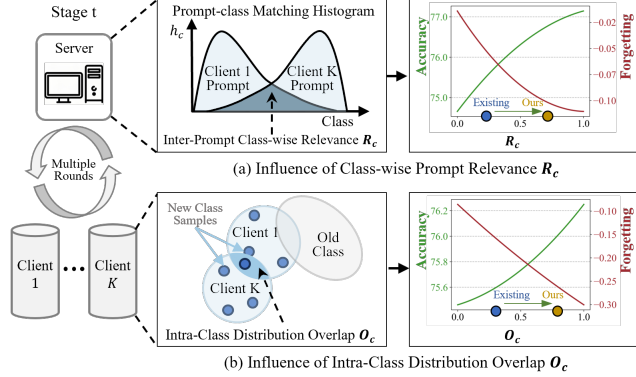 Stage t
Server
Multiple
Rounds
Client
1
Client
K
Prompt-class Matching Histogram
h_c
Client 1
Prompt
Client K
Prompt
Class
Inter-Prompt Class-wise Relevance R_c
Accuracy
77.0
76.0
75.0
Existing
Ours
0.0
0.5
1.0
R_c
-0.02
-0.05
-0.08
-0.10
Forgetting
(a) Influence of Class-wise Prompt Relevance R_c
New Class
Samples
Client 1
Old
Class
Client K
Intra-Class Distribution Overlap O_c
Accuracy
76.2
76.0
75.8
75.6
Existing
Ours
0.0
0.5
1.0
O_c
-0.10
-0.15
-0.20
-0.25
-0.30
Forgetting
(b) Influence of Intra-Class Distribution Overlap O_c